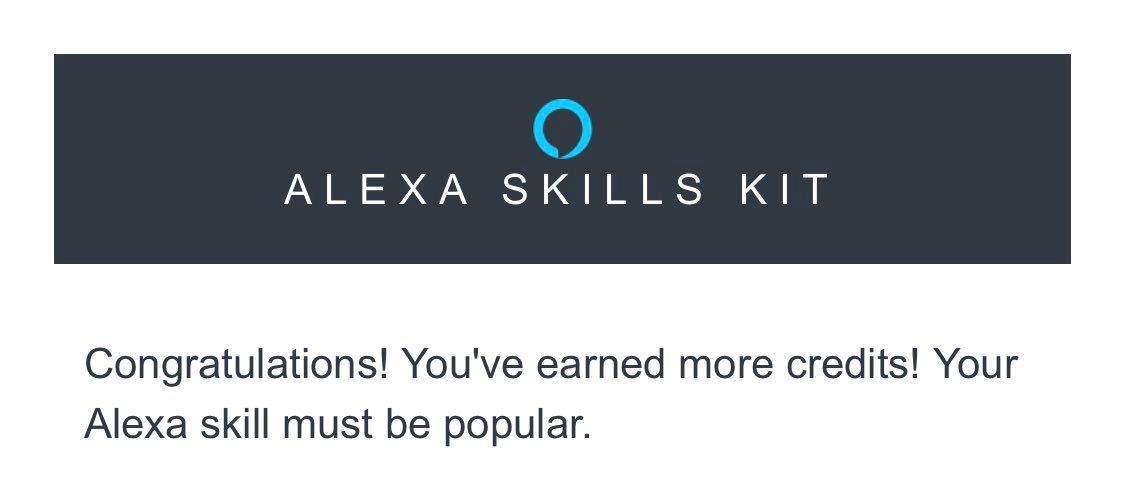 ALEXA SKILLS KIT
Congratulations! You've earned more credits! Your
Alexa skill must be popular.